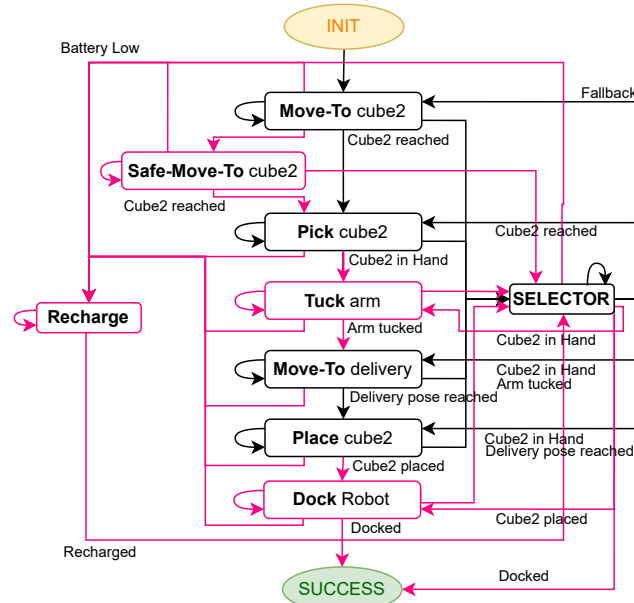 INIT
Battery Low
Fallback
Move-To cube2
Cube2 reached
Safe-Move-To cube2
Cube2 reached
Pick cube2
Cube2 reached
Cube2 in Hand
Tuck arm
SELECTOR
Recharge
Arm tucked
Cube2 in Hand
Move-To delivery
Cube2 in Hand
Arm tucked
Delivery pose reached
Place cube2
Cube2 in Hand
Delivery pose reached
Cube2 placed
Dock Robot
Cube2 placed
Docked
Recharged
Docked
SUCCESS